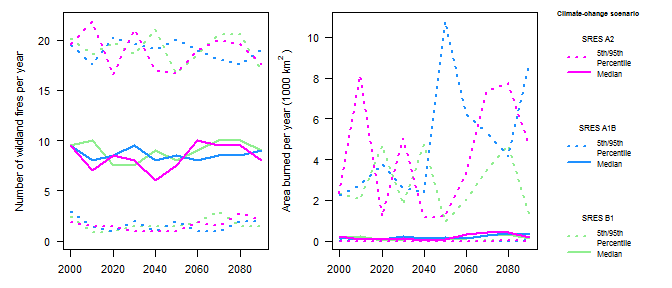 Number of wildland fires per year
20
15
10
5
0
2000 2020 2040 2060 2080
Area burned per year (1000 km²)
10
8
6
4
2
0
2000 2020 2040 2060 2080
Climate-change scenario
SRES A2
5th/95th
Percentile
Median
SRES A1B
5th/95th
Percentile
Median
SRES B1
5th/95th
Percentile
Median